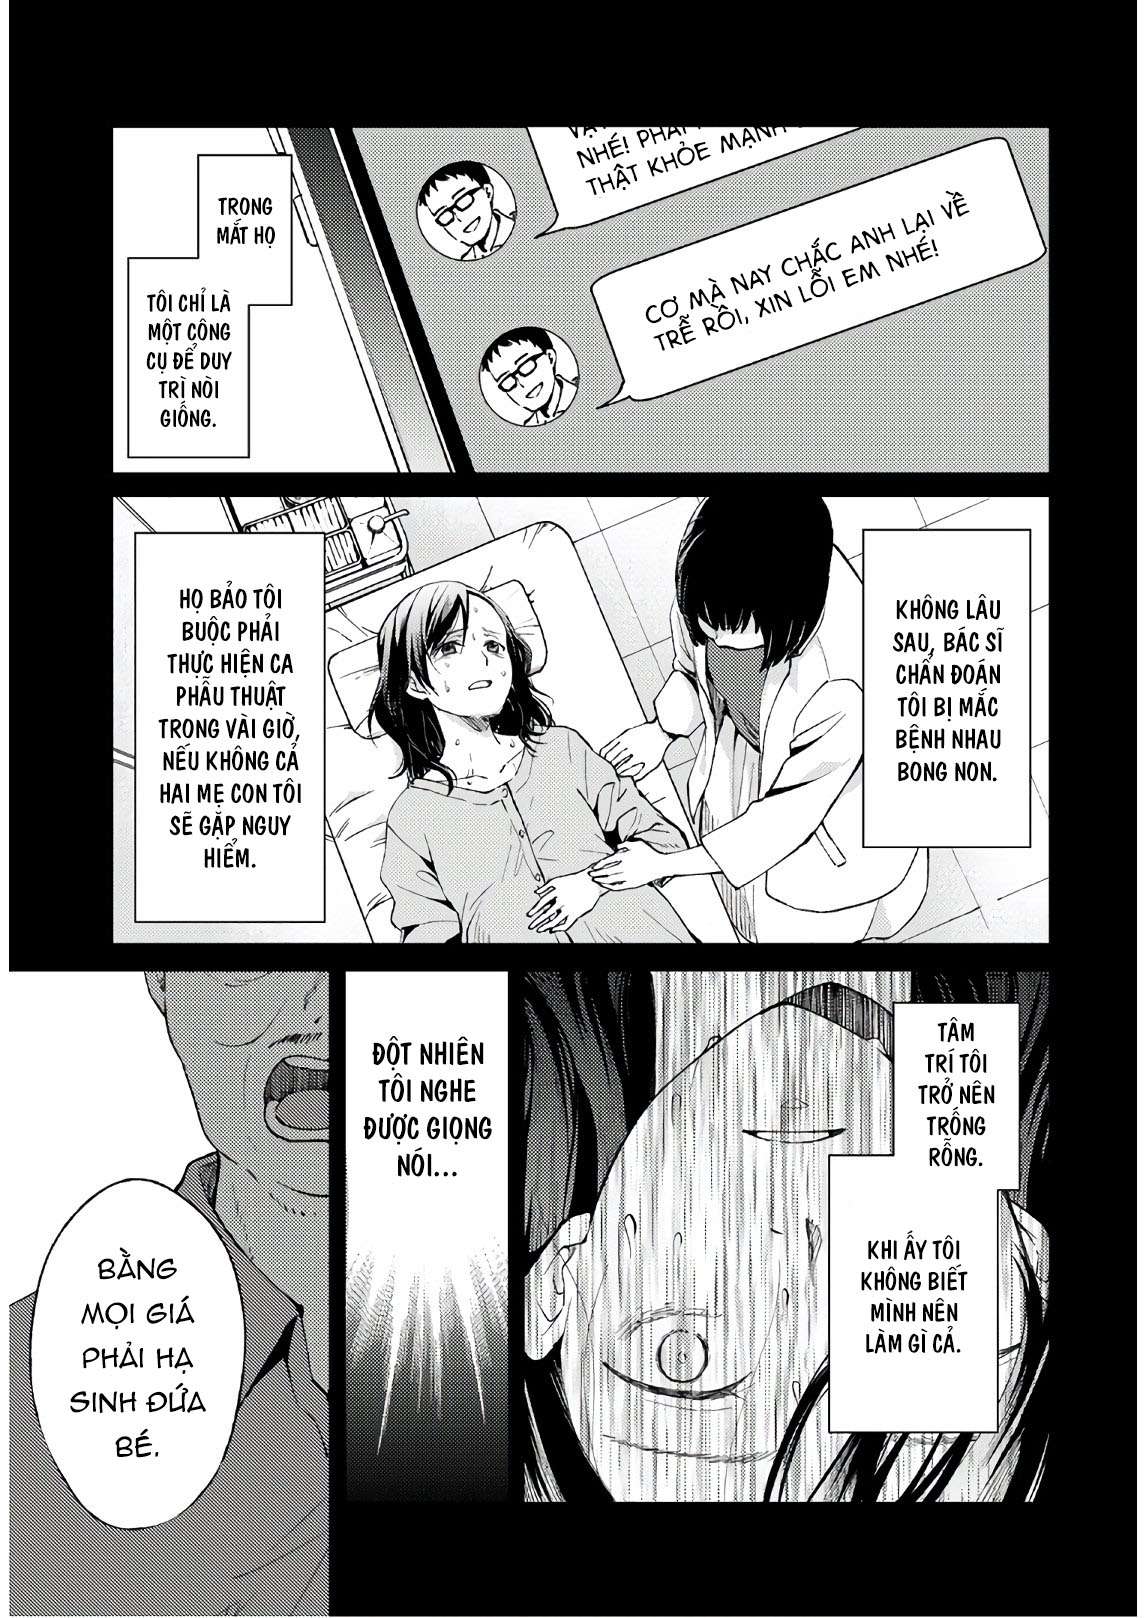 NHÉ! PHẢI
THẬT KHỎE MẠNH
CƠ MÀ NAY CHẮC ANH LẠI VỀ
TRỄ RỒI, XIN LỖI EM NHÉ!
TRONG
MẮT HỌ
TÔI CHỈ LÀ
MỘT CÔNG
CỤ ĐỂ DUY
TRÌ NÒI
GIỐNG.
KHÔNG LÂU
SAU, BÁC SĨ
CHẨN ĐOÁN
TÔI BỊ MẮC
BỆNH NHAU
BONG NON.
HỌ BẢO TÔI
BUỘC PHẢI
THỰC HIỆN CA
PHẪU THUẬT
TRONG VÀI GIỜ,
NẾU KHÔNG CẢ
HAI MẸ CON TÔI
SẼ GẶP NGUY
HIỂM.
TÂM
TRÍ TÔI
TRỞ NÊN
TRỐNG
RỖNG.
KHI ẤY TÔI
KHÔNG BIẾT
MÌNH NÊN
LÀM GÌ CẢ.
ĐỘT NHIÊN
TÔI NGHE
ĐƯỢC GIỌNG
NÓI...
BẰNG
MỌI GIÁ
PHẢI HẠ
SINH ĐỨA
BÉ.